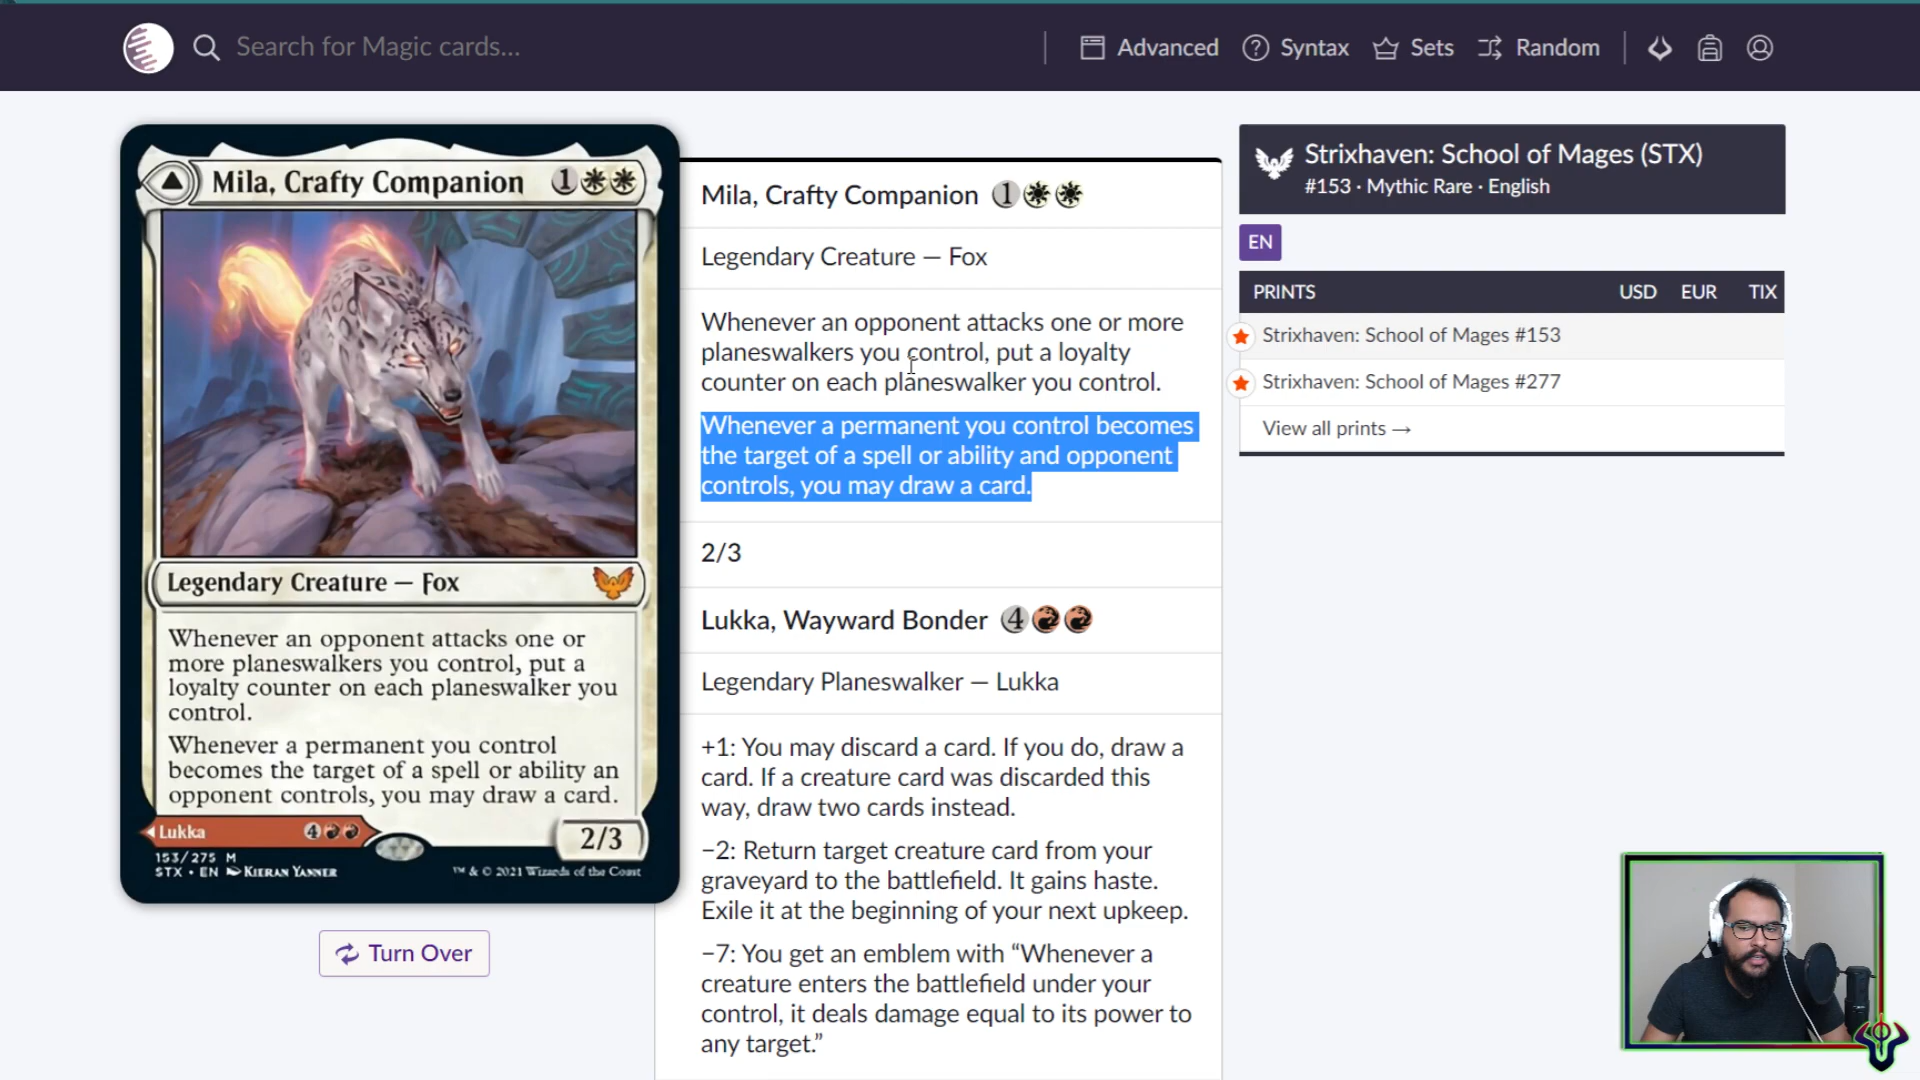 Search for Magic cards...
Advanced
Syntax
Sets
Random
Mila, Crafty Companion 1
Legendary Creature — Fox
Whenever an opponent attacks one or
more planeswalkers you control, put a
loyalty counter on each planeswalker you
control.
Whenever a permanent you control
becomes the target of a spell or ability an
opponent controls, you may draw a card.
Lukka 4
2/3
153/275 M
STX • EN KIERAN YANNER
™ & © 2021 Wizards of the Coast
Turn Over
Mila, Crafty Companion 1
Legendary Creature — Fox
Whenever an opponent attacks one or more
planeswalkers you control, put a loyalty
counter on each planeswalker you control.
Whenever a permanent you control becomes
the target of a spell or ability and opponent
controls, you may draw a card.
2/3
Lukka, Wayward Bonder 4
Legendary Planeswalker — Lukka
+1: You may discard a card. If you do, draw a
card. If a creature card was discarded this
way, draw two cards instead.
−2: Return target creature card from your
graveyard to the battlefield. It gains haste.
Exile it at the beginning of your next upkeep.
−7: You get an emblem with “Whenever a
creature enters the battlefield under your
control, it deals damage equal to its power to
any target.”
Strixhaven: School of Mages (STX)
#153 · Mythic Rare · English
EN
PRINTS USD EUR TIX
Strixhaven: School of Mages #153
Strixhaven: School of Mages #277
View all prints →